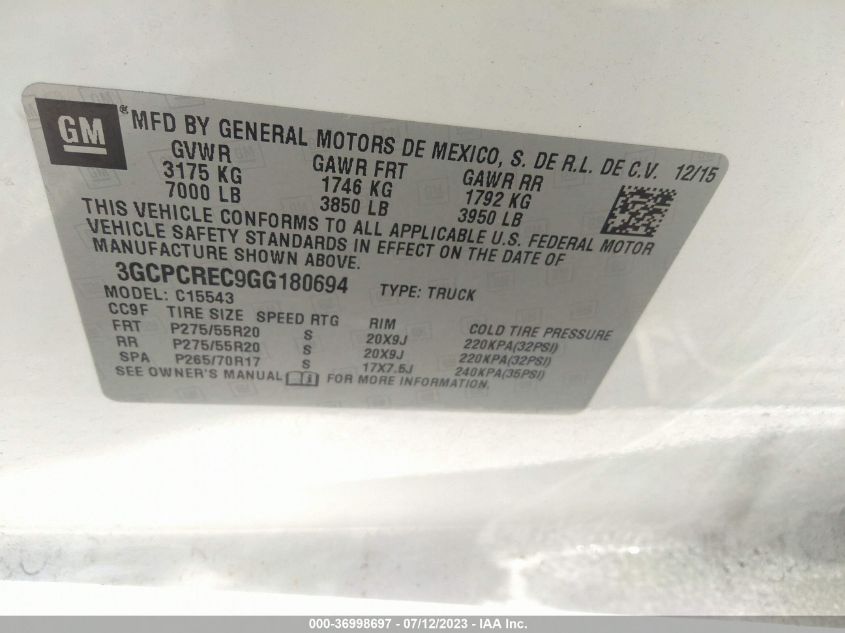 GM
® MFD BY GENERAL MOTORS DE MEXICO, S. DE R.L. DE C.V. 12/15
GVWR GAWR FRT GAWR RR
3175 KG 1746 KG 1792 KG
7000 LB 3850 LB 3950 LB
THIS VEHICLE CONFORMS TO ALL APPLICABLE U.S. FEDERAL MOTOR
VEHICLE SAFETY STANDARDS IN EFFECT ON THE DATE OF
MANUFACTURE SHOWN ABOVE.
3GCPCREC9GG180694 TYPE: TRUCK
MODEL: C15543
CC9F TIRE SIZE SPEED RTG RIM COLD TIRE PRESSURE
FRT P275/55R20 S 20X9J 220KPA(32PSI)
RR P275/55R20 S 20X9J 220KPA(32PSI)
SPA P265/70R17 S 17X7.5J 240KPA(35PSI)
SEE OWNER'S MANUAL FOR MORE INFORMATION.
000-36998697 / 07/12/2023 - IAA Inc.